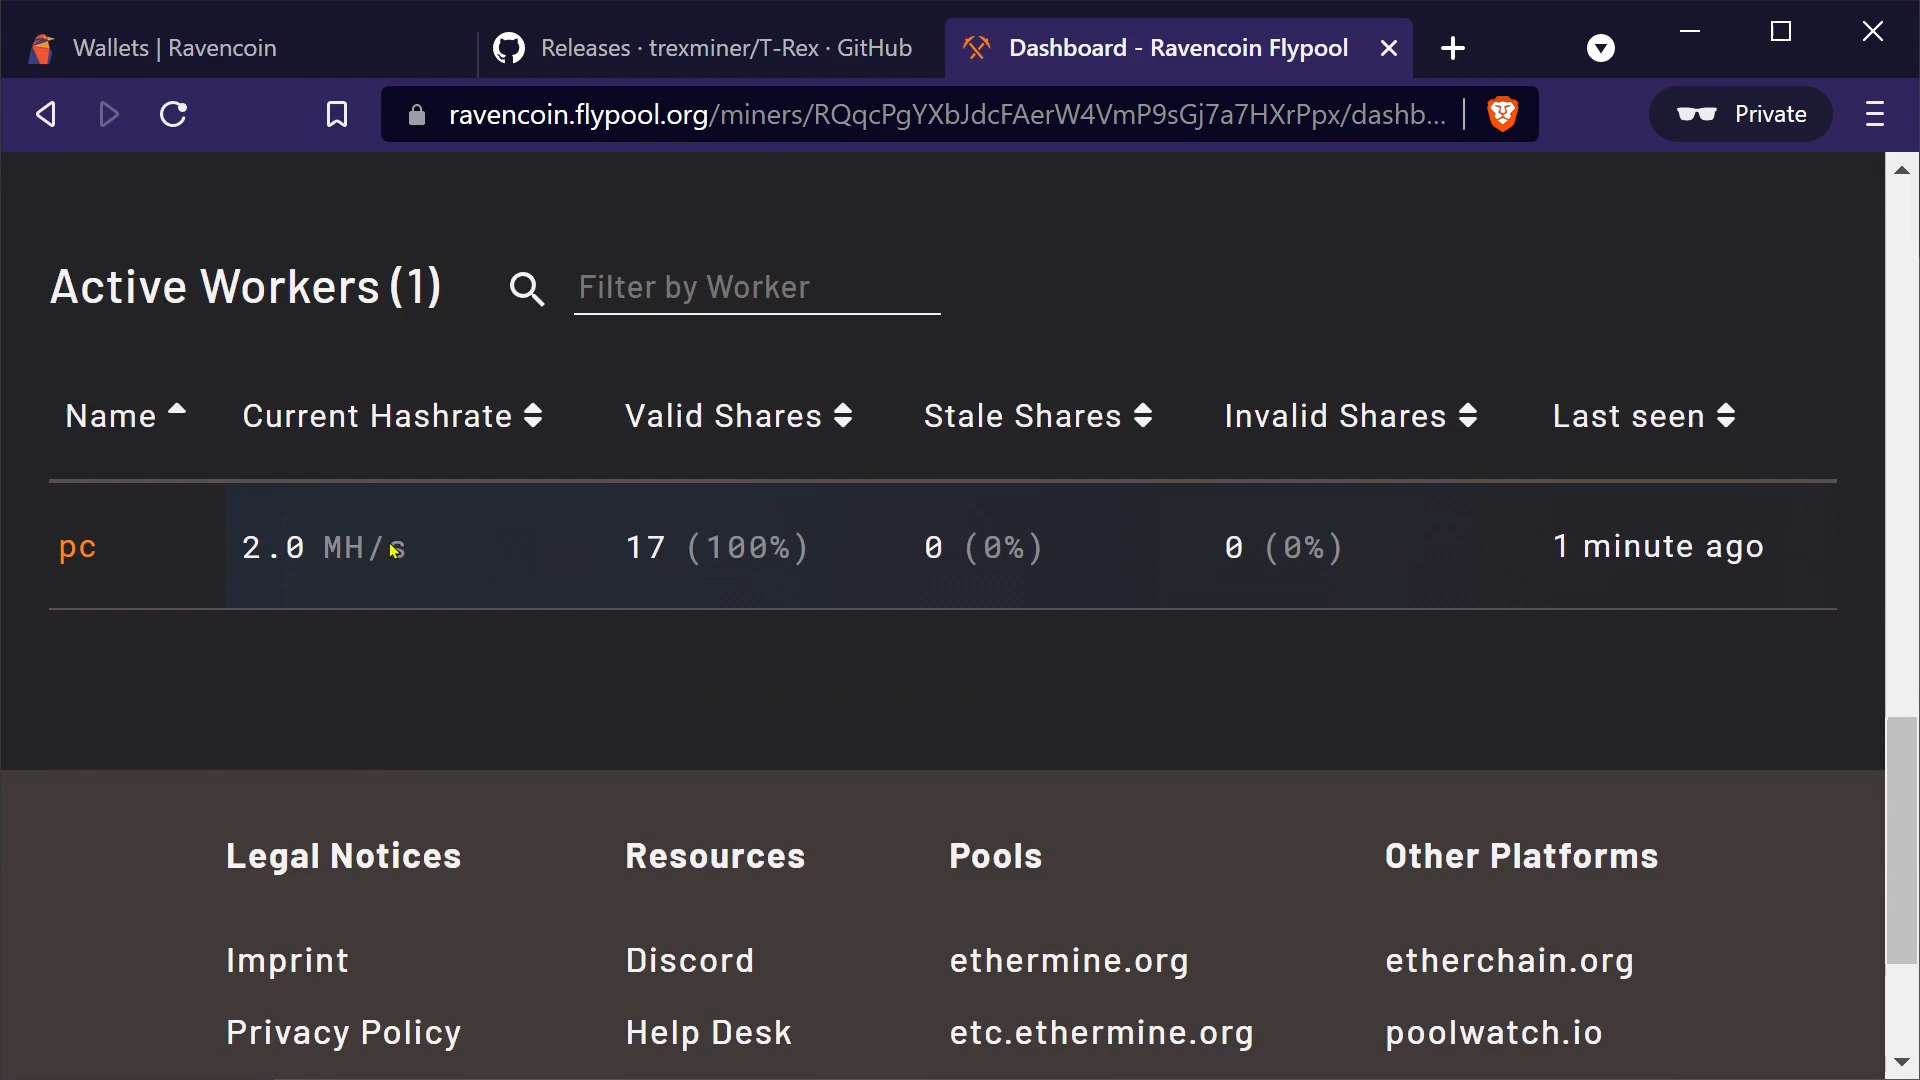 Wallets | Ravencoin
Releases · trexminer/T-Rex · GitHub
Dashboard - Ravencoin Flypool
ravencoin.flypool.org/miners/RQqcPgYXbJdcFAerW4VmP9sGj7a7HXrPpx/dashb...
Private
Active Workers (1)
Filter by Worker
Name Current Hashrate Valid Shares Stale Shares Invalid Shares Last seen
pc 2.0 MH/s 17 (100%) 0 (0%) 0 (0%) 1 minute ago
Legal Notices Resources Pools Other Platforms
Imprint Discord ethermine.org etherchain.org
Privacy Policy Help Desk etc.ethermine.org poolwatch.io